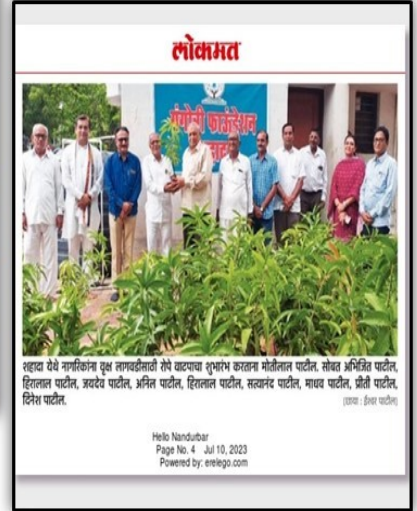 लोकमत
गंगोत्री फाऊंडेशन
शहादा येथे नागरिकांना वृक्ष लागवडीसाठी रोपे वाटपाचा शुभारंभ करताना मोतीलाल पाटील. सोबत अभिजित पाटील,
हिरालाल पाटील, जयदेव पाटील, अनिल पाटील, हिरालाल पाटील, सत्यानंद पाटील, माधव पाटील, प्रीती पाटील,
दिनेश पाटील.
(छाया : ईश्वर पाटील)
Hello Nandurbar
Page No. 4 Jul 10, 2023
Powered by: erelego.com